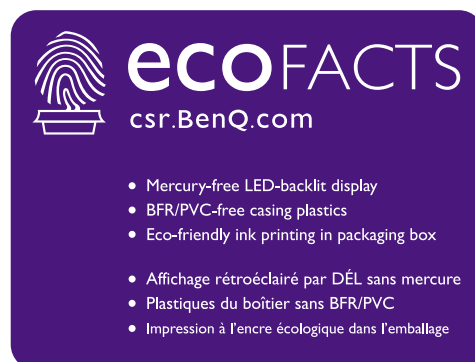 ecoFACTS
csr.BenQ.com
• Mercury-free LED-backlit display
• BFR/PVC-free casing plastics
• Eco-friendly ink printing in packaging box
• Affichage rétroéclairé par DÉL sans mercure
• Plastiques du boîtier sans BFR/PVC
• Impression à l'encre écologique dans l'emballage